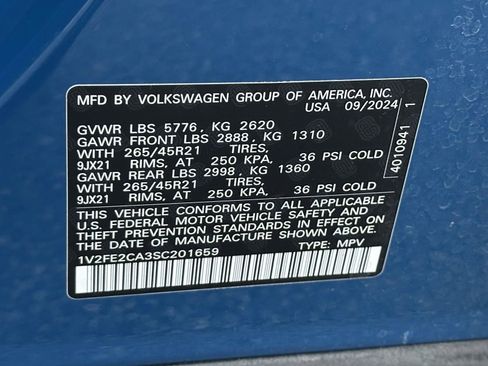 MFD BY VOLKSWAGEN GROUP OF AMERICA, INC.
USA 09/2024
GVWR LBS 5776, KG 2620
GAWR FRONT LBS 2888, KG 1310
WITH 265/45R21 TIRES,
9JX21 RIMS, AT 250 KPA, 36 PSI COLD
GAWR REAR LBS 2998, KG 1360
WITH 265/45R21 TIRES,
9JX21 RIMS, AT 250 KPA, 36 PSI COLD
THIS VEHICLE CONFORMS TO ALL APPLICABLE
U.S. FEDERAL MOTOR VEHICLE SAFETY AND
THEFT PREVENTION STANDARDS IN EFFECT ON
THE DATE OF MANUFACTURE SHOWN ABOVE.
1V2FE2CA3SC201659 TYPE: MPV
4010941 1